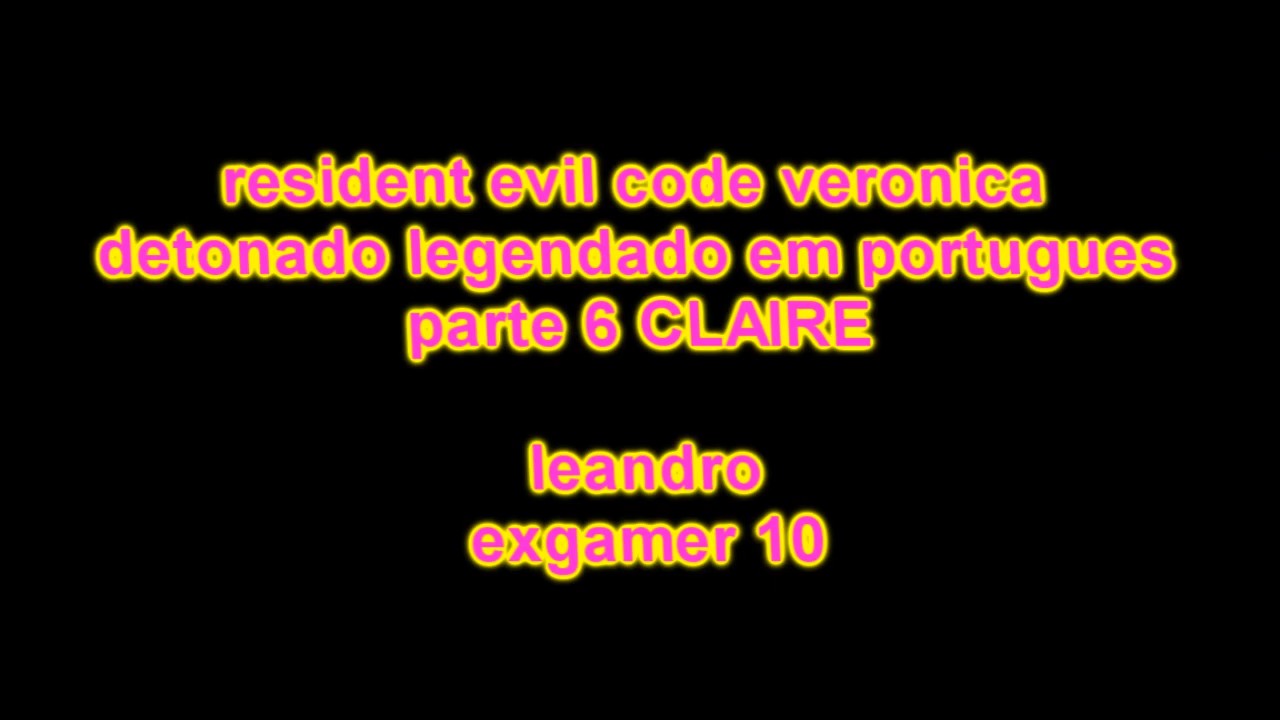 resident evil code veronica
detonado legendado em portugues
parte 6 CLAIRE
leandro
exgamer 10